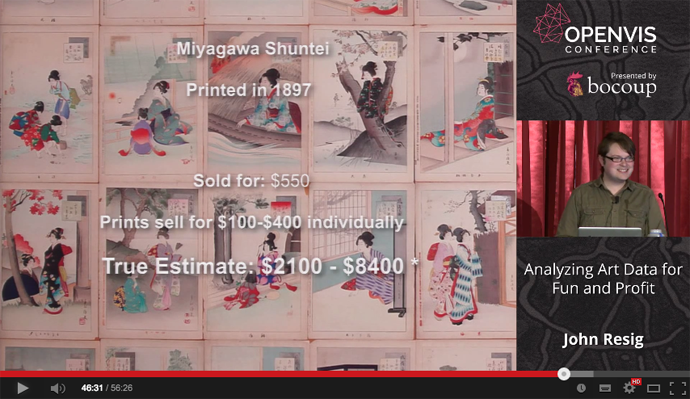 Miyagawa Shuntei
Printed in 1897
Sold for: $550
Prints sell for $100-$400 individually
True Estimate: $2100 - $8400 *
OPENVIS
CONFERENCE
Presented by
bocoup
Analyzing Art Data for
Fun and Profit
John Resig
46:31 / 56:26
HD